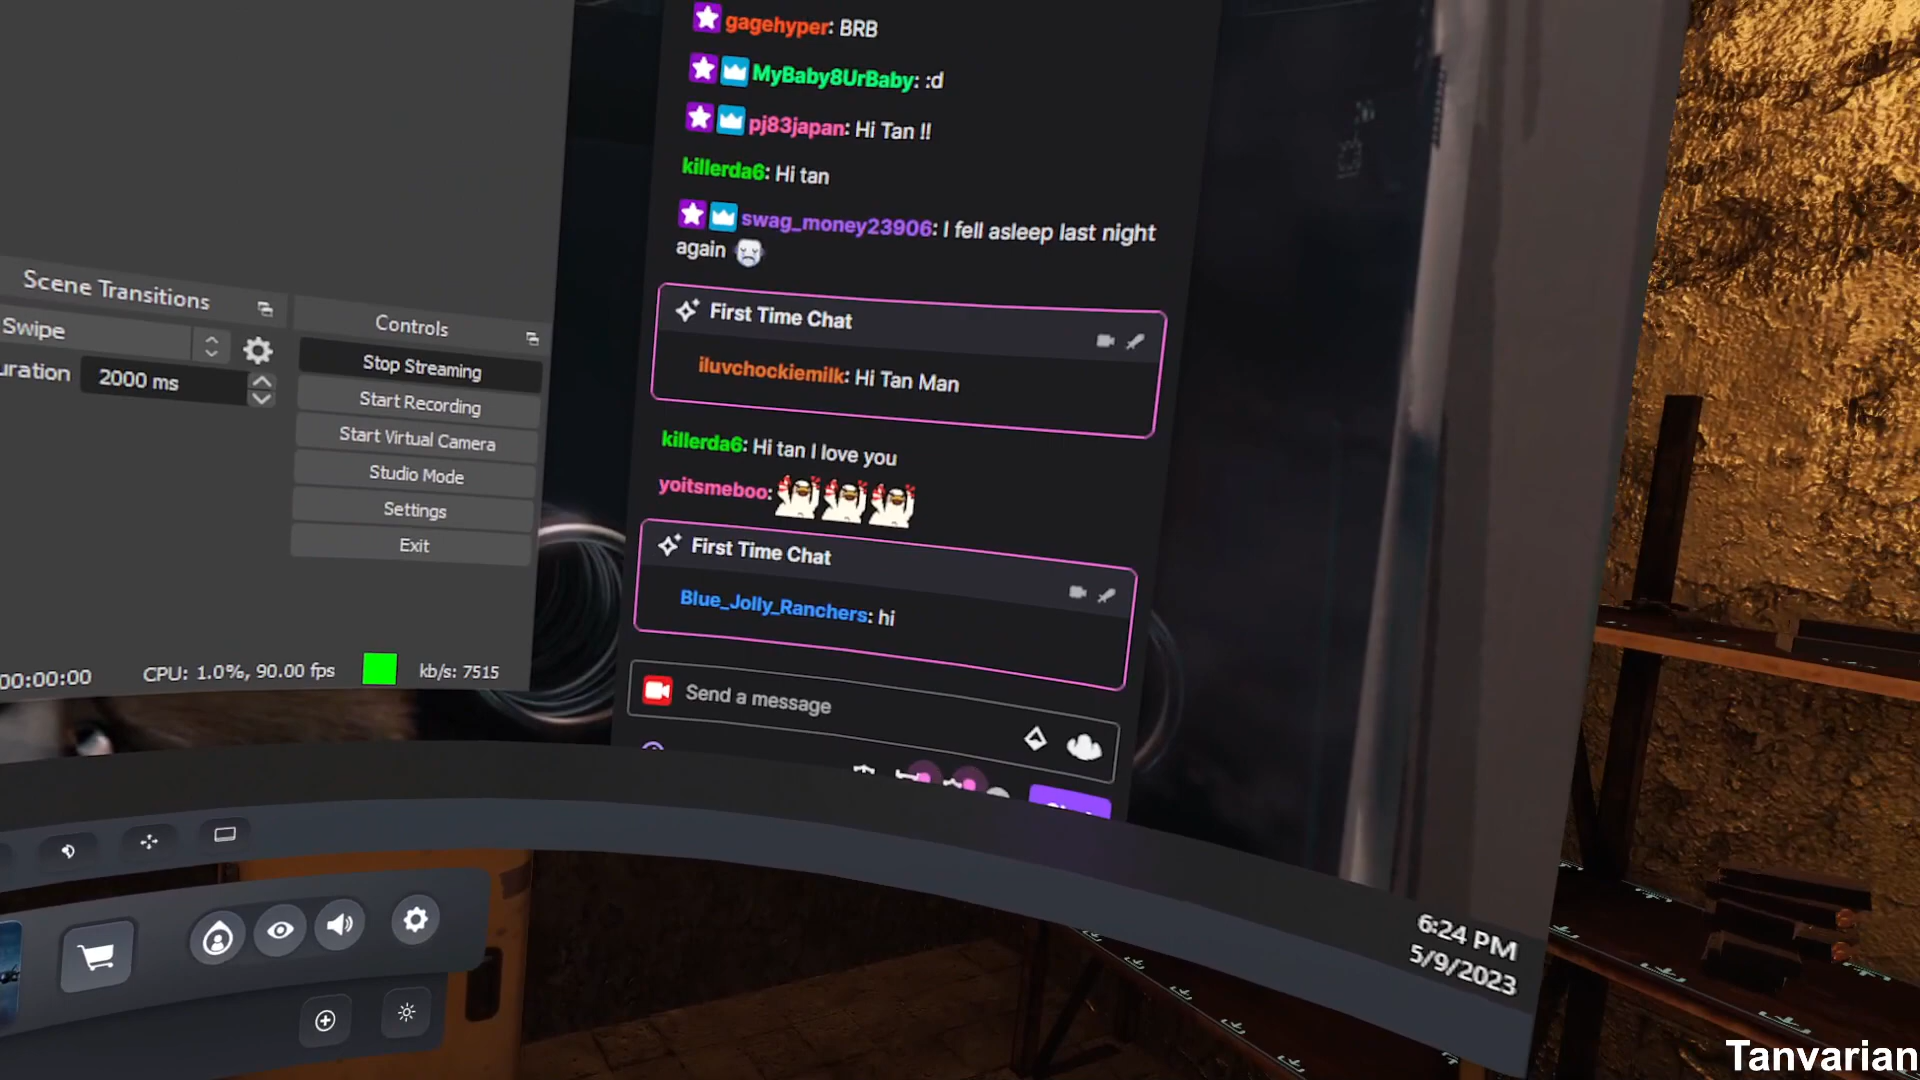 gagehyper: BRB
MyBaby8UrBaby: :d
pj83japan: Hi Tan !!
killerda6: Hi tan
swag_money23906: I fell asleep last night
again
First Time Chat
iluvchockiemilk: Hi Tan Man
killerda6: Hi tan I love you
yoitsmeboo:
First Time Chat
Blue_Jolly_Ranchers: hi
Send a message
Scene Transitions
Swipe
uration
2000 ms
Controls
Stop Streaming
Start Recording
Start Virtual Camera
Studio Mode
Settings
Exit
00:00:00
CPU: 1.0%, 90.00 fps
kb/s: 7515
6:24 PM
5/9/2023
Tanvarian